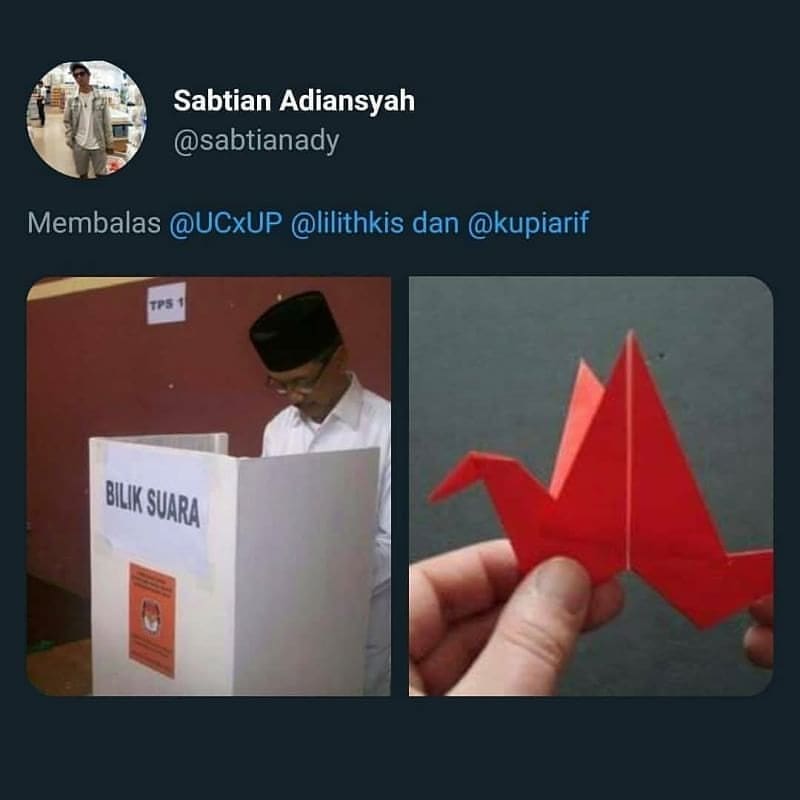 Sabtian Adiansyah
@sabtianady
Membalas @UCxUP @lilithkis dan @kupiarif
TPS 1
BILIK SUARA